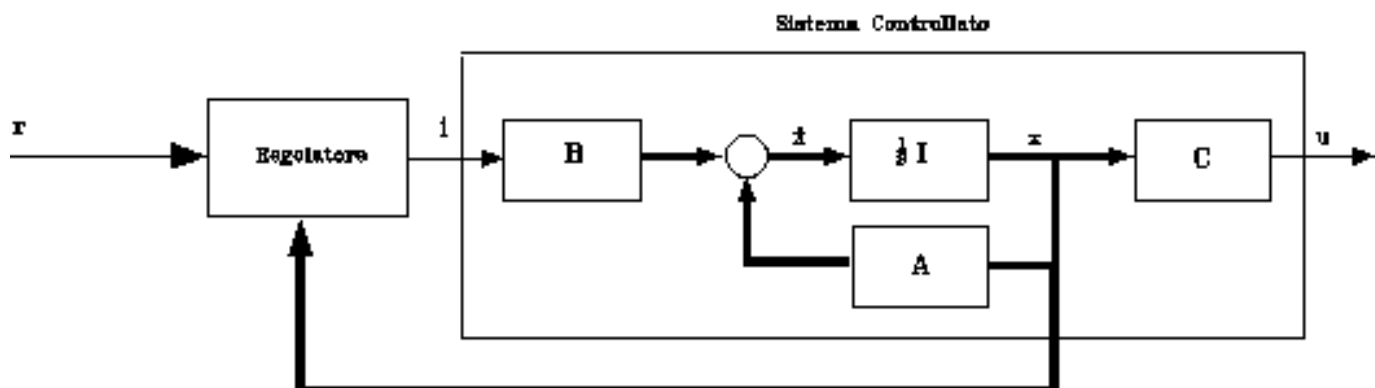 Sistema Controllato
r
Regolatore
i
B
ẋ
1/s I
x
C
u
A